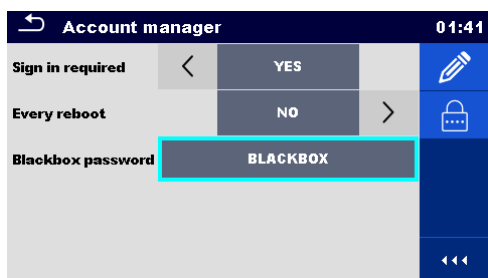 Account manager 01:41
Sign in required YES
Every reboot NO
Blackbox password BLACKBOX